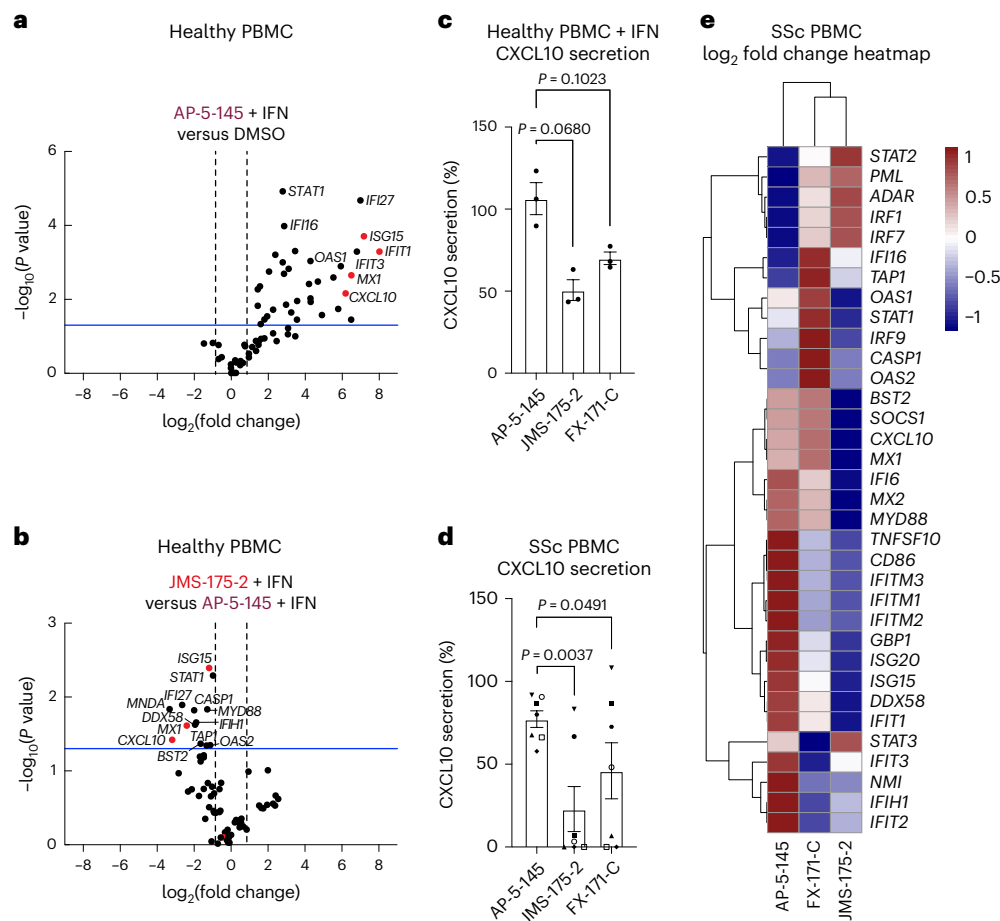 a
Healthy PBMC
AP-5-145 + IFN
versus DMSO
6
4
2
0
−log10(P value)
STAT1
IFI27
IFI16
ISG15
OAS1
IFIT1
IFIT3
MX1
CXCL10
−8 −6 −4 −2 0 2 4 6 8
log2(fold change)
b
Healthy PBMC
JMS-175-2 + IFN
versus AP-5-145 + IFN
3
2
1
0
−log10(P value)
ISG15
STAT1
IFI27
MNDA
CASP1
DDX58
MYD88
MX1
IFIH1
CXCL10
TAP1
OAS2
BST2
−8 −6 −4 −2 0 2 4 6 8
log2(fold change)
c
Healthy PBMC + IFN
CXCL10 secretion
P = 0.1023
P = 0.0680
150
100
50
0
CXCL10 secretion (%)
AP-5-145
JMS-175-2
FX-171-C
d
SSc PBMC
CXCL10 secretion
P = 0.0491
P = 0.0037
150
100
50
0
CXCL10 secretion (%)
AP-5-145
JMS-175-2
FX-171-C
e
SSc PBMC
log2 fold change heatmap
STAT2
PML
ADAR
IRF1
IRF7
IFI16
TAP1
OAS1
STAT1
IRF9
CASP1
OAS2
BST2
SOCS1
CXCL10
MX1
IFI6
MX2
MYD88
TNFSF10
CD86
IFITM3
IFITM1
IFITM2
GBP1
ISG20
ISG15
DDX58
IFIT1
STAT3
IFIT3
NMI
IFIH1
IFIT2
AP-5-145
FX-171-C
JMS-175-2
1
0.5
0
−0.5
−1